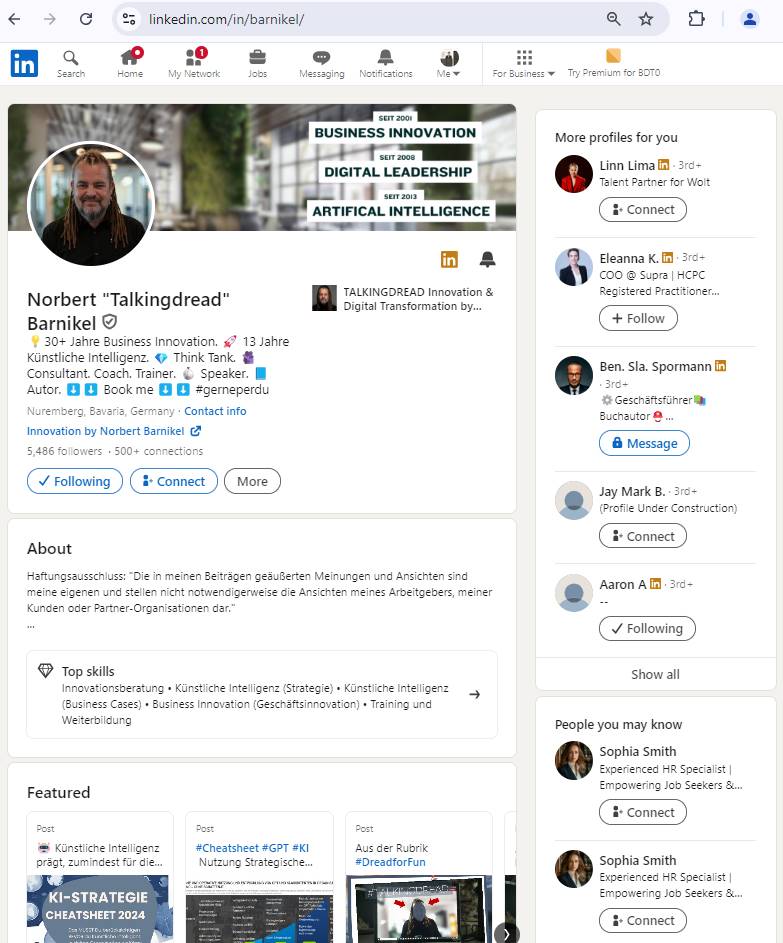 linkedin.com/in/barnikel/
in
Search
Home
1
My Network
Jobs
Messaging
Notifications
Me
For Business
Try Premium for BDT0
SEIT 2001
BUSINESS INNOVATION
SEIT 2008
DIGITAL LEADERSHIP
SEIT 2013
ARTIFICAL INTELLIGENCE
in
Norbert "Talkingdread"
Barnikel
TALKINGDREAD Innovation &
Digital Transformation by...
💡 30+ Jahre Business Innovation. 🚀 13 Jahre
Künstliche Intelligenz. 💎 Think Tank.
Consultant. Coach. Trainer. Speaker. 📘
Autor. ⬇️ ⬇️ Book me ⬇️ ⬇️ #gerneperdu
Nuremberg, Bavaria, Germany · Contact info
Innovation by Norbert Barnikel
5,486 followers · 500+ connections
Following
Connect
More
About
Haftungsausschluss: "Die in meinen Beiträgen geäußerten Meinungen und Ansichten sind
meine eigenen und stellen nicht notwendigerweise die Ansichten meines Arbeitgebers, meiner
Kunden oder Partner-Organisationen dar."
...
Top skills
Innovationsberatung • Künstliche Intelligenz (Strategie) • Künstliche Intelligenz
(Business Cases) • Business Innovation (Geschäftsinnovation) • Training und
Weiterbildung
Featured
Post
Künstliche Intelligenz
prägt, zumindest für die...
KI-STRATEGIE
CHEATSHEET 2024
Post
#Cheatsheet #GPT #KI
Nutzung Strategische...
Post
Aus der Rubrik
#DreadforFun
#TALKINGDREAD
More profiles for you
Linn Lima in · 3rd+
Talent Partner for Wolt
Connect
Eleanna K. in · 3rd+
COO @ Supra | HCPC
Registered Practitioner...
+ Follow
Ben. Sla. Spormann in
· 3rd+
Geschäftsführer
Buchautor ...
Message
Jay Mark B. · 3rd+
(Profile Under Construction)
Connect
Aaron A in · 3rd+
--
Following
Show all
People you may know
Sophia Smith
Experienced HR Specialist |
Empowering Job Seekers &...
Connect
Sophia Smith
Experienced HR Specialist |
Empowering Job Seekers &...
Connect